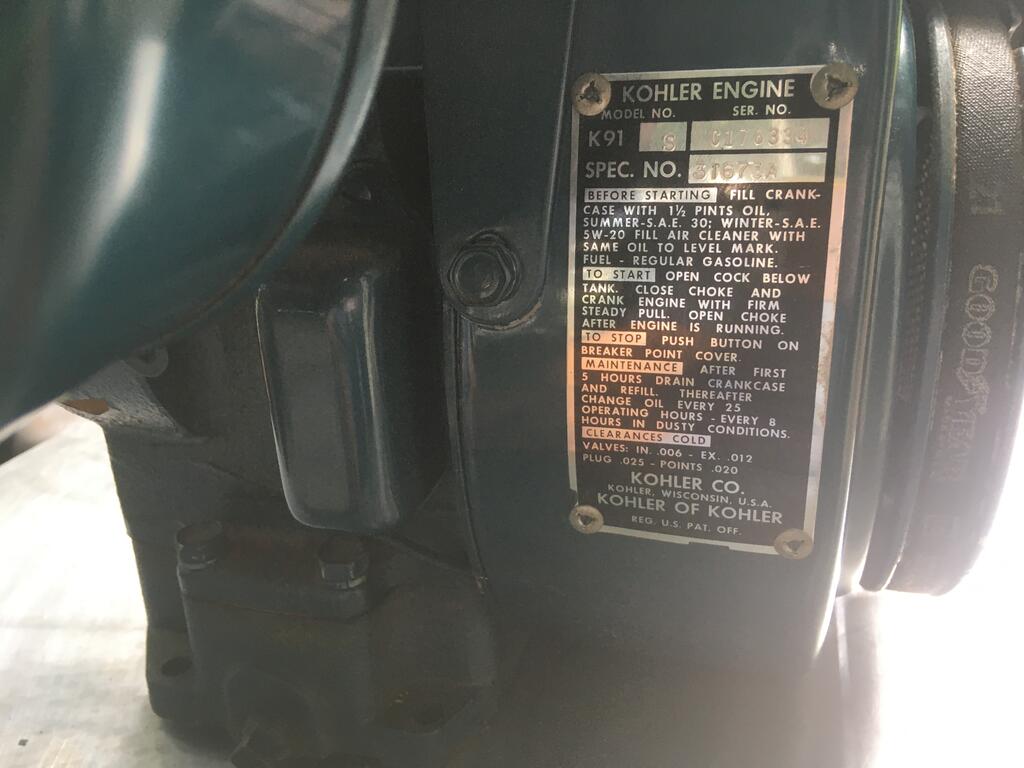 KOHLER ENGINE
MODEL NO. SER. NO.
K91 S C176334
SPEC. NO. 31673A
BEFORE STARTING FILL CRANK-
CASE WITH 1½ PINTS OIL,
SUMMER-S.A.E. 30; WINTER-S.A.E.
5W-20 FILL AIR CLEANER WITH
SAME OIL TO LEVEL MARK.
FUEL - REGULAR GASOLINE.
TO START OPEN COCK BELOW
TANK. CLOSE CHOKE AND
CRANK ENGINE WITH FIRM
STEADY PULL. OPEN CHOKE
AFTER ENGINE IS RUNNING.
TO STOP PUSH BUTTON ON
BREAKER POINT COVER.
MAINTENANCE AFTER FIRST
5 HOURS DRAIN CRANKCASE
AND REFILL. THEREAFTER
CHANGE OIL EVERY 25
OPERATING HOURS - EVERY 8
HOURS IN DUSTY CONDITIONS.
CLEARANCES COLD
VALVES: IN. .006 - EX. .012
PLUG .025 - POINTS .020
KOHLER CO.
KOHLER, WISCONSIN, U.S.A.
KOHLER OF KOHLER
REG. U.S. PAT. OFF.
GOODYEAR